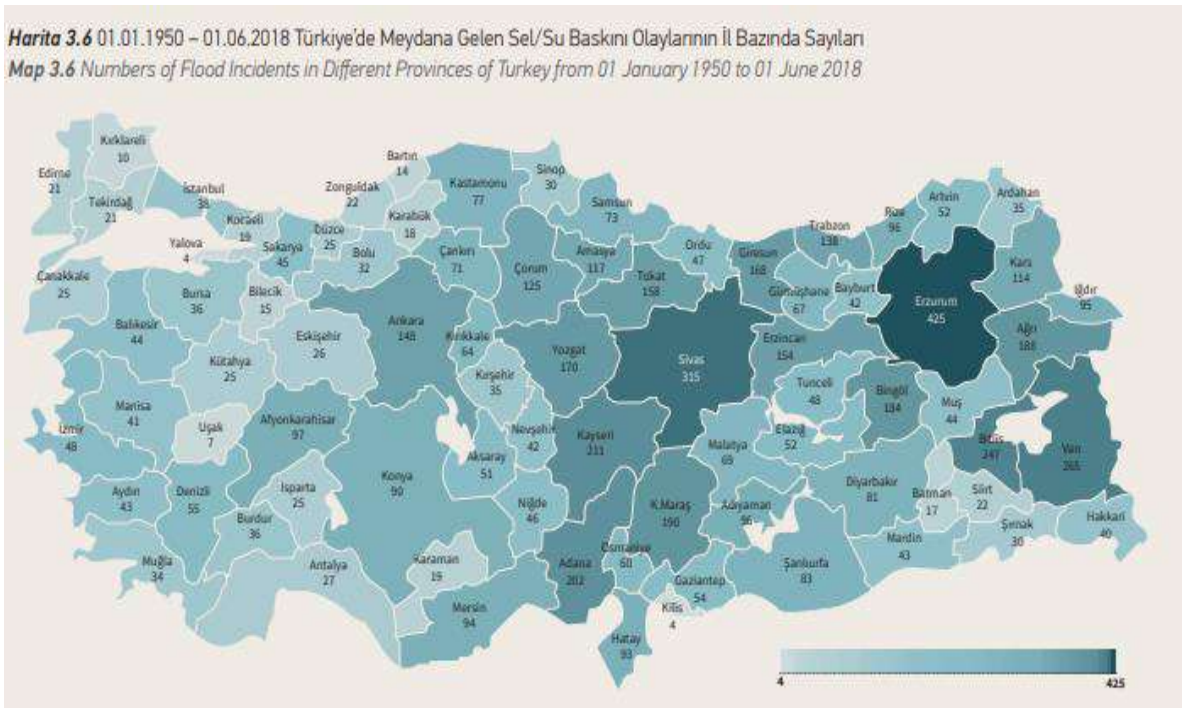 Harita 3.6 01.01.1950 – 01.06.2018 Türkiye'de Meydana Gelen Sel/Su Baskını Olaylarının İl Bazında Sayıları
Map 3.6 Numbers of Flood Incidents in Different Provinces of Turkey from 01 January 1950 to 01 June 2018
Kırklareli
10
Edirne
21
Tekirdağ
21
İstanbul
38
Kocaeli
19
Yalova
4
Sakarya
45
Düzce
25
Bolu
32
Zonguldak
22
Bartın
14
Karabük
18
Kastamonu
77
Sinop
30
Samsun
73
Çankırı
71
Çorum
125
Amasya
117
Tokat
158
Ordu
47
Giresun
168
Trabzon
138
Rize
96
Artvin
52
Ardahan
35
Kars
114
Iğdır
95
Gümüşhane
67
Bayburt
42
Erzurum
425
Ağrı
188
Çanakkale
25
Bursa
36
Bilecik
15
Balıkesir
44
Kütahya
25
Eskişehir
26
Ankara
148
Kırıkkale
64
Kırşehir
35
Yozgat
170
Sivas
315
Erzincan
154
Tunceli
48
Bingöl
184
Muş
44
Bitlis
247
Van
265
İzmir
48
Manisa
41
Uşak
7
Afyonkarahisar
97
Konya
90
Aksaray
51
Nevşehir
42
Kayseri
211
Malatya
Elazığ
52
Diyarbakır
81
Batman
17
Siirt
22
Şırnak
30
Hakkari
40
Aydın
43
Denizli
55
Isparta
25
Burdur
36
Niğde
46
K.Maraş
190
Adıyaman
Mardin
43
Muğla
34
Antalya
27
Karaman
19
Mersin
94
Adana
202
Osmaniye
60
Gaziantep
54
Kilis
4
Şanlıurfa
83
Hatay
93
4
425